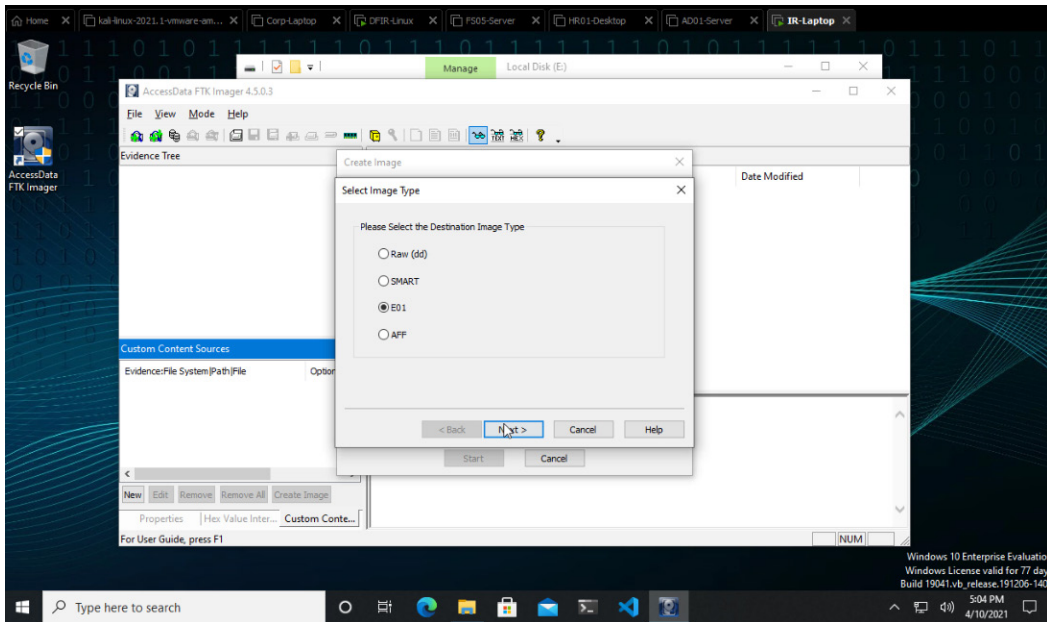 Home
kali-linux-2021.1-vmware-am...
Corp-Laptop
DFIR-Linux
FS05-Server
HR01-Desktop
AD01-Server
IR-Laptop
Recycle Bin
AccessData
FTK Imager
Manage
Local Disk (E:)
AccessData FTK Imager 4.5.0.3
File View Mode Help
Evidence Tree
Date Modified
Create Image
Select Image Type
Please Select the Destination Image Type
Raw (dd)
SMART
E01
AFF
< Back
Cancel
Help
Start
Cancel
Custom Content Sources
Evidence:File System|Path|File
New Edit Remove Remove All Create Image
Properties
Hex Value Inter...
Custom Conte...
For User Guide, press F1
NUM
Windows 10 Enterprise Evaluatio
Windows License valid for 77 day
Build 19041.vb_release.191206-140
Type here to search
5:04 PM
4/10/2021